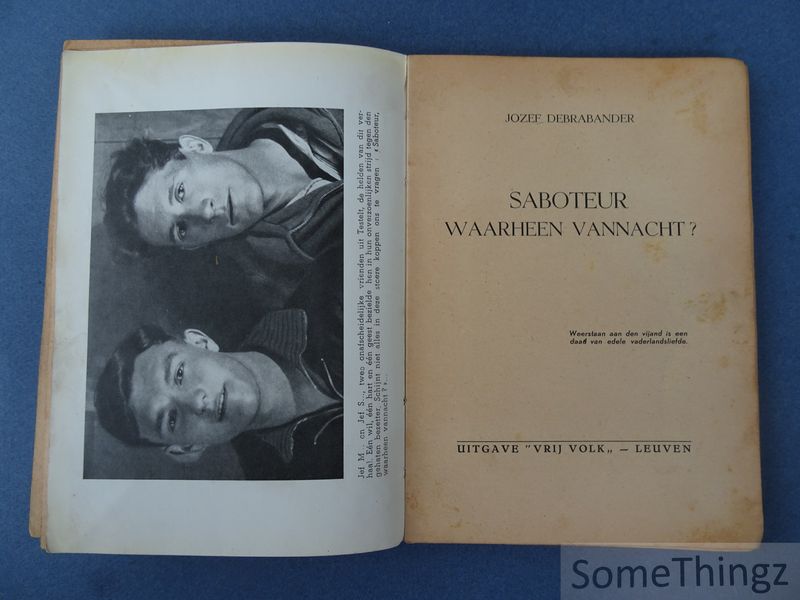 Jef M... en Jef S..., twee onafscheidelijke vrienden uit Testelt, de helden van dit ver-
haal. Eén wil, één hart en één geest bezielde hen in hun onverzoenlijken strijd tegen den
gehaten bezetter. Schijnt niet alles in deze stoere koppen ons te vragen : « Saboteur,
waarheen vannacht ? »...
JOZEF DEBRABANDER
SABOTEUR
WAARHEEN VANNACHT ?
Weerstaan aan den vijand is een
daad van edele vaderlandsliefde.
UITGAVE "VRIJ VOLK„ — LEUVEN
SomeThingz